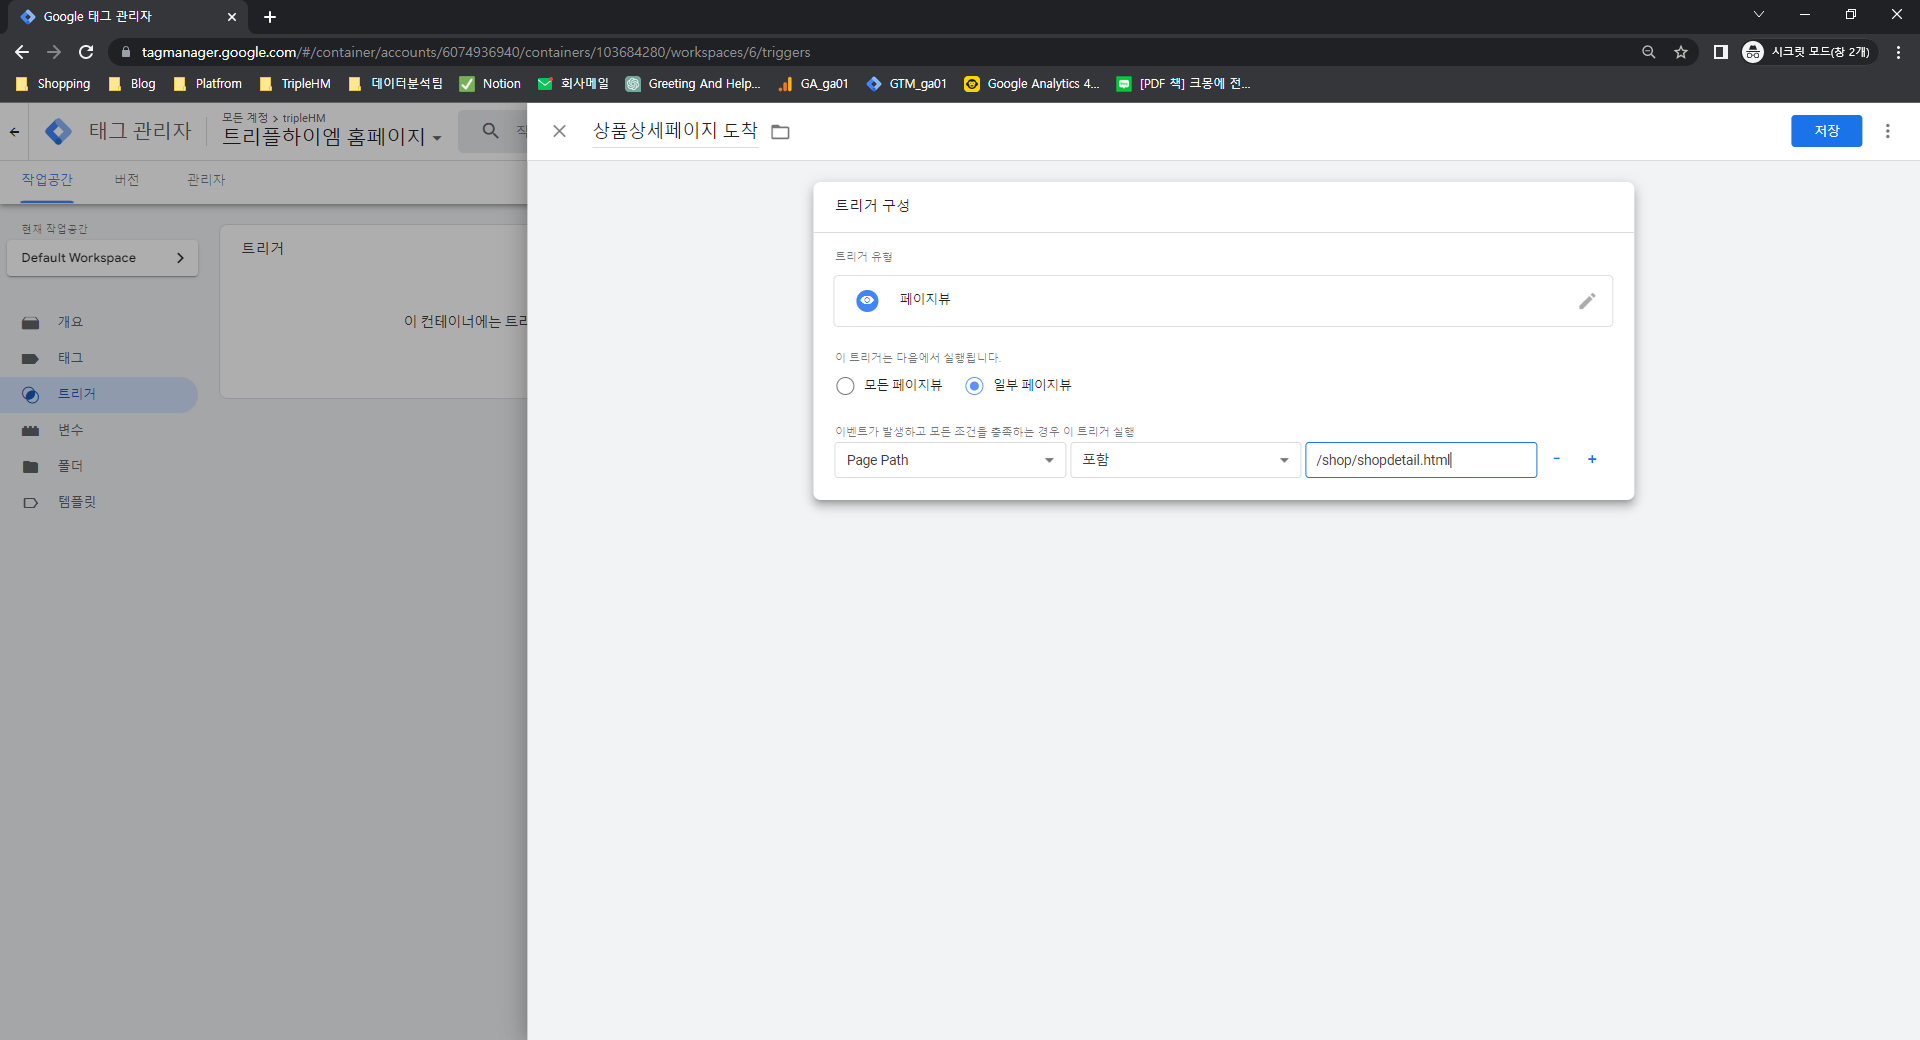 Google 태그 관리자
tagmanager.google.com/#/container/accounts/6074936940/containers/103684280/workspaces/6/triggers
시크릿 모드(창 2개)
Shopping Blog Platfrom TripleHM 데이터분석팀 Notion 회사메일 Greeting And Help... GA_ga01 GTM_ga01 Google Analytics 4... [PDF 책] 크몽에 전...
태그 관리자
모든 계정 > tripleHM
트리플하이엠 홈페이지
작업공간 버전 관리자
현재 작업공간
Default Workspace
개요
태그
트리거
변수
폴더
템플릿
트리거
이 컨테이너에는 트리
상품상세페이지 도착
저장
트리거 구성
트리거 유형
페이지뷰
이 트리거는 다음에서 실행됩니다.
모든 페이지뷰 일부 페이지뷰
이벤트가 발생하고 모든 조건을 충족하는 경우 이 트리거 실행
Page Path 포함 /shop/shopdetail.html - +